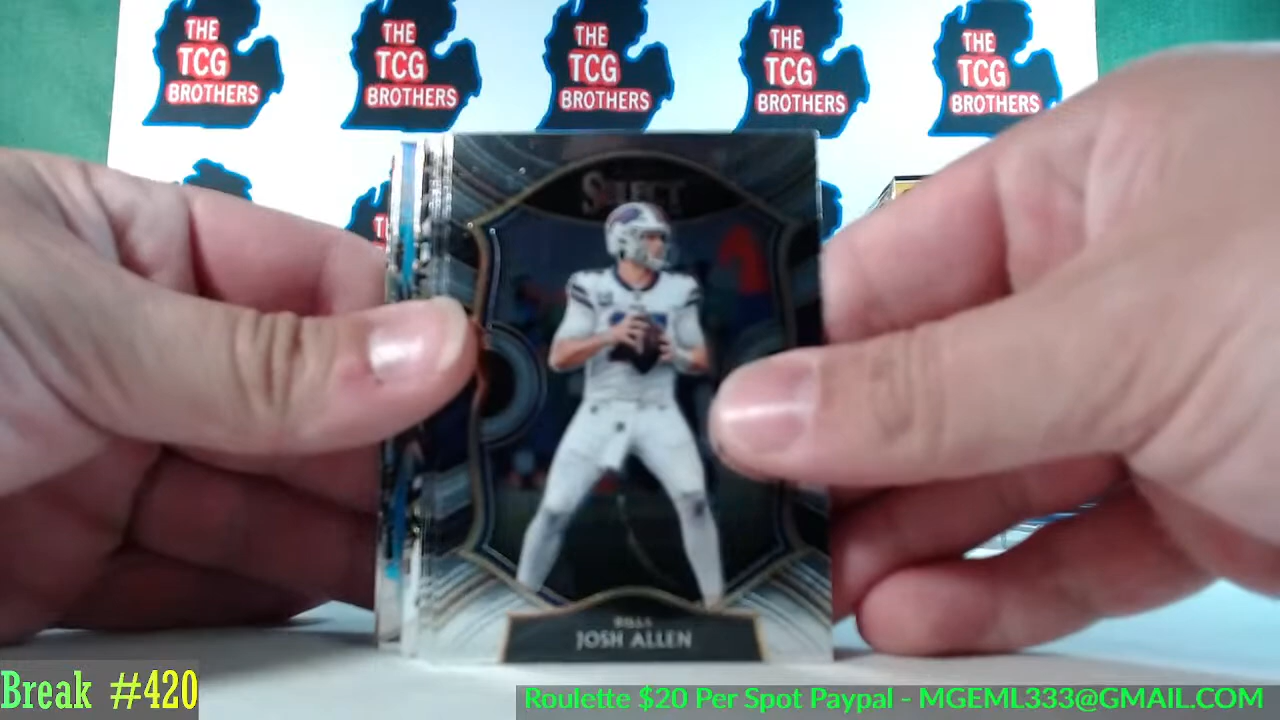 THE
TCG
BROTHERS
THE
TCG
BROTHERS
THE
TCG
BROTHERS
THE
TCG
BROTHERS
THE
TCG
BROTHERS
THE
SELECT
BILLS
JOSH ALLEN
Break #420
Roulette $20 Per Spot Paypal - MGEML333@GMAIL.COM